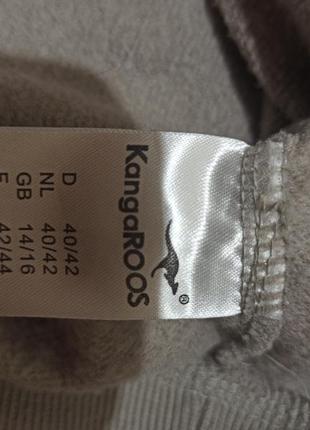 KangaROOS
®
D 40/42
NL 40/42
GB 14/16
F 42/44